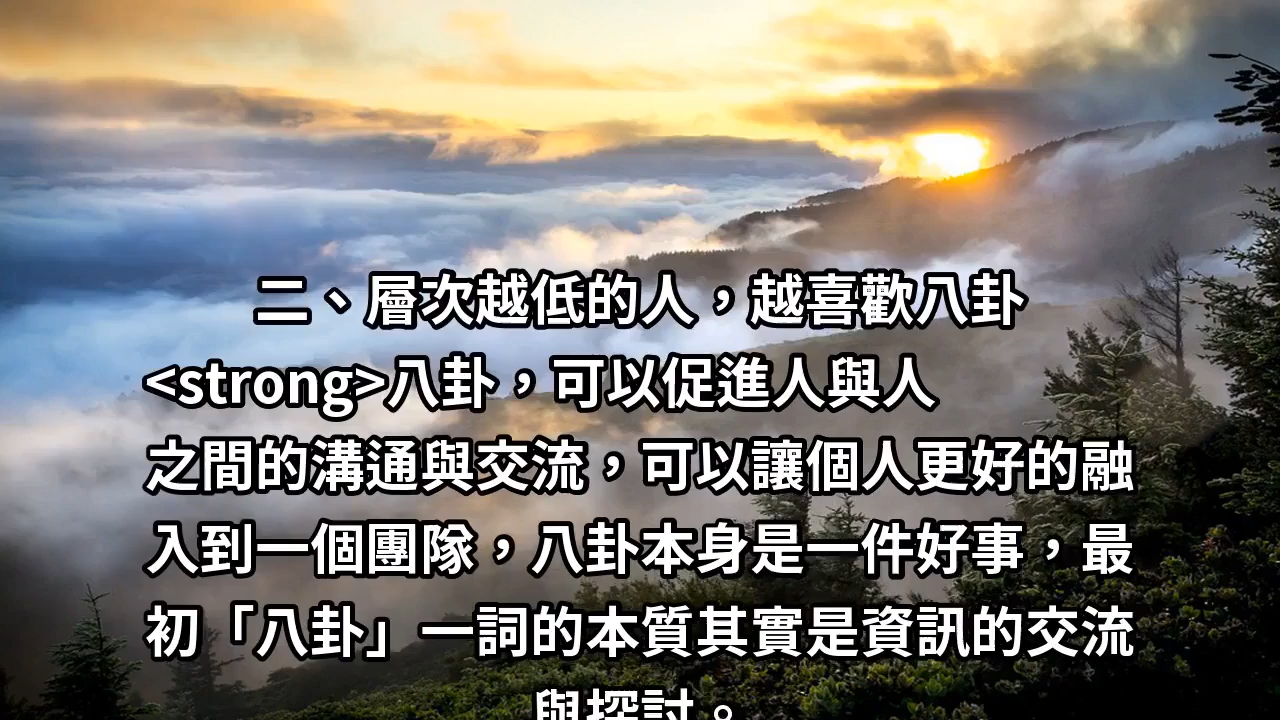 二、層次越低的人，越喜歡八卦
<strong>八卦，可以促進人與人
之間的溝通與交流，可以讓個人更好的融
入到一個團隊，八卦本身是一件好事，最
初「八卦」一詞的本質其實是資訊的交流
與探討。